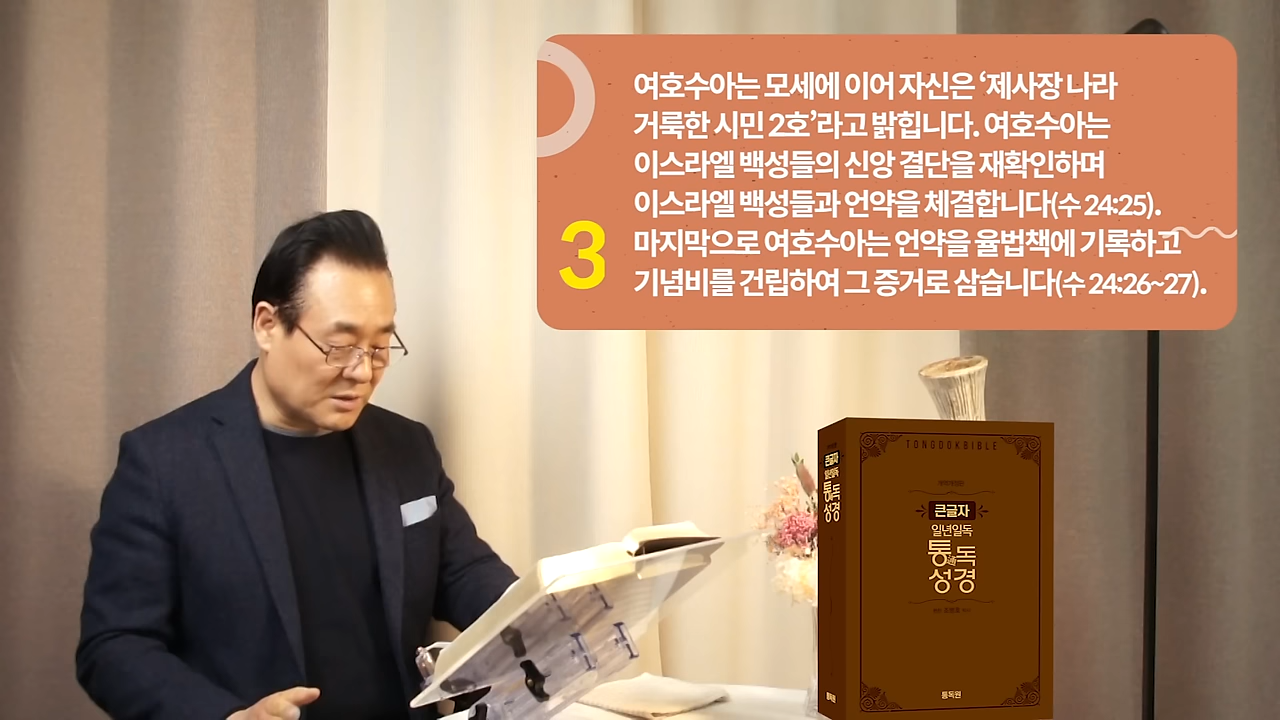 여호수아는 모세에 이어 자신은 ‘제사장 나라
거룩한 시민 2호’라고 밝힙니다. 여호수아는
이스라엘 백성들의 신앙 결단을 재확인하며
이스라엘 백성들과 언약을 체결합니다(수 24:25).
마지막으로 여호수아는 언약을 율법책에 기록하고
기념비를 건립하여 그 증거로 삼습니다(수 24:26~27).
3
TONGDOKBIBLE
큰글자
일년일독
통독
성경
통독원
큰글자
일년일독
통독
성경
통독원